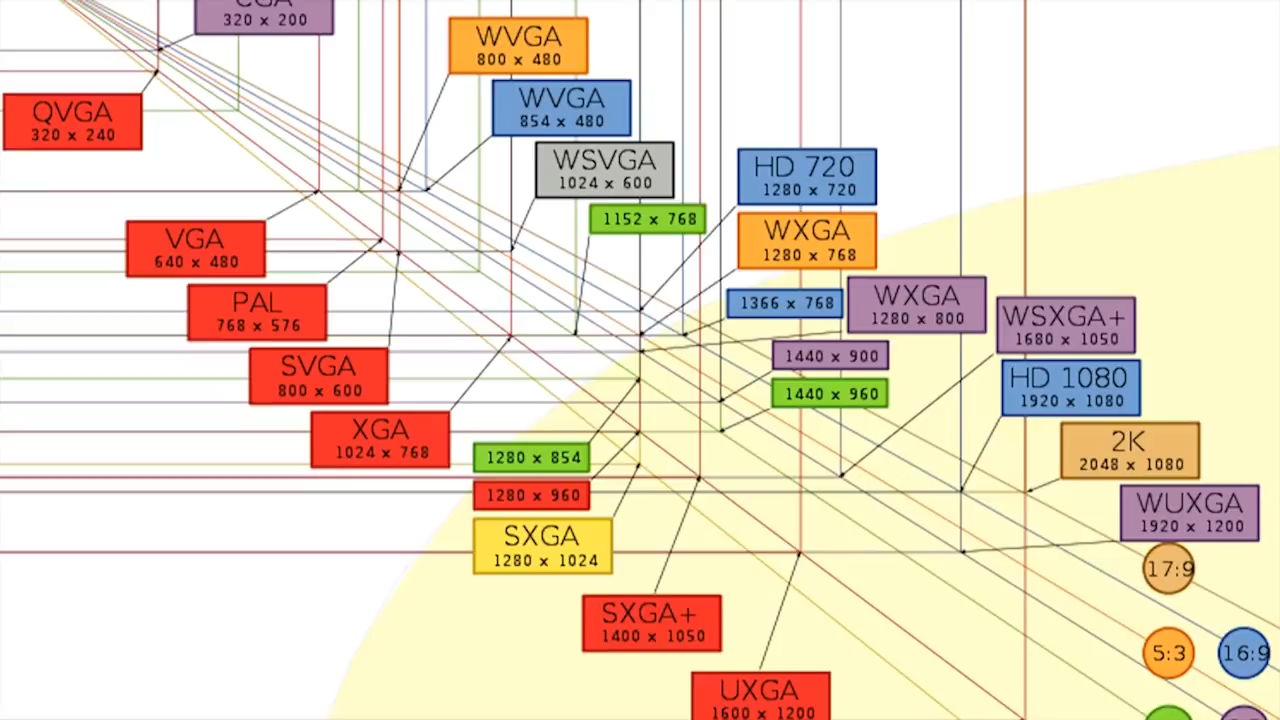 320 x 200
WVGA
800 x 480
WVGA
854 x 480
QVGA
320 x 240
WSVGA
1024 x 600
HD 720
1280 x 720
1152 x 768
WXGA
1280 x 768
VGA
640 x 480
PAL
768 x 576
1366 x 768
WXGA
1280 x 800
WSXGA+
1680 x 1050
SVGA
800 x 600
1440 x 900
HD 1080
1920 x 1080
1440 x 960
XGA
1024 x 768
2K
2048 x 1080
1280 x 854
1280 x 960
WUXGA
1920 x 1200
SXGA
1280 x 1024
17:9
SXGA+
1400 x 1050
5:3
16:9
UXGA
1600 x 1200